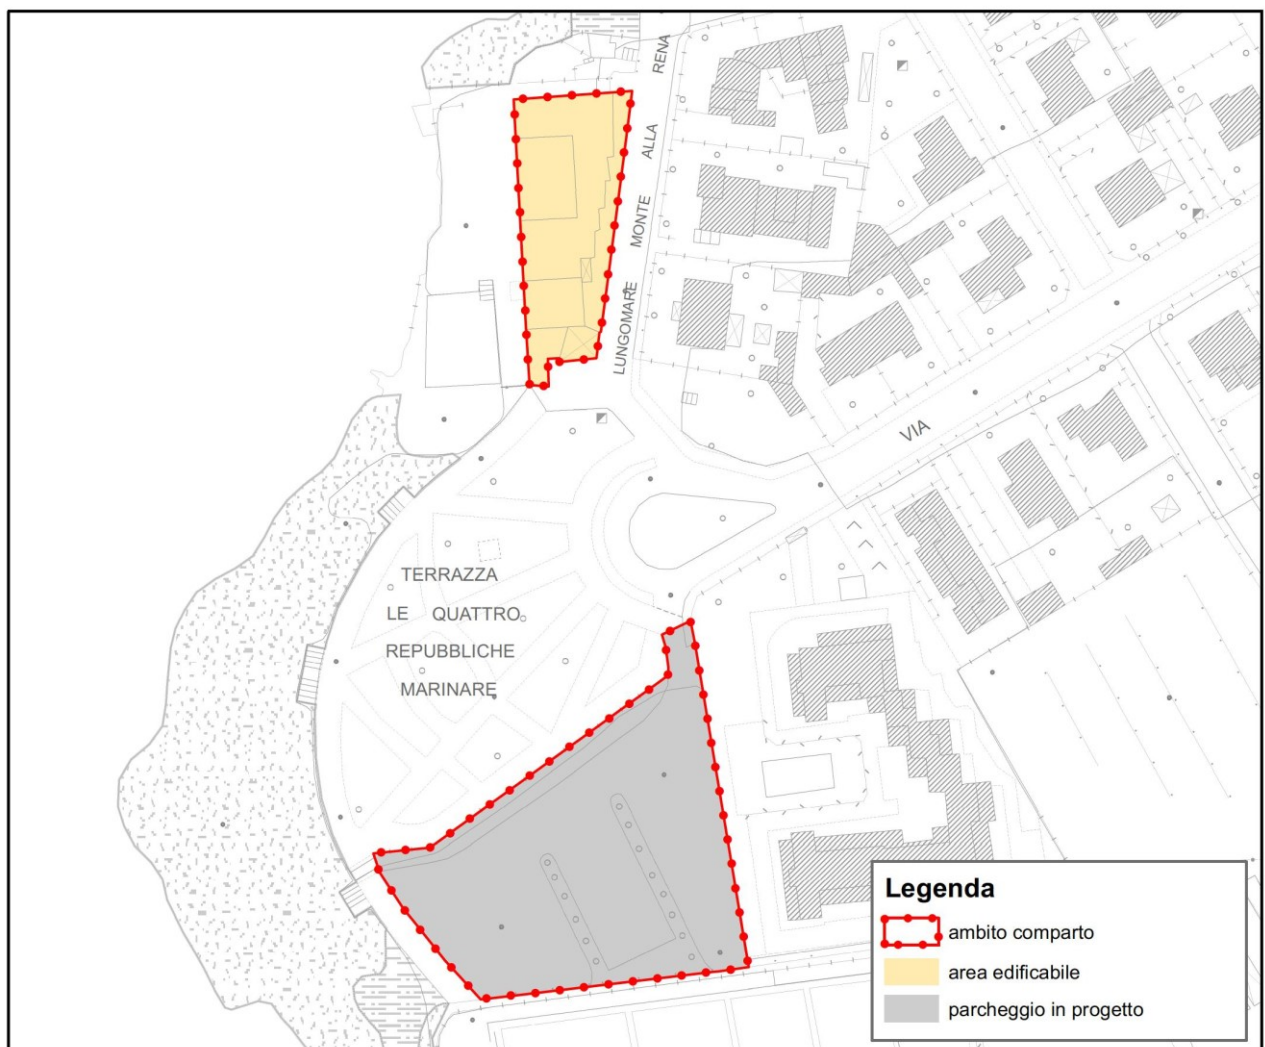 LUNGOMARE MONTE ALLA RENA
VIA
TERRAZZA
LE QUATTRO
REPUBBLICHE
MARINARE
Legenda
ambito comparto
area edificabile
parcheggio in progetto